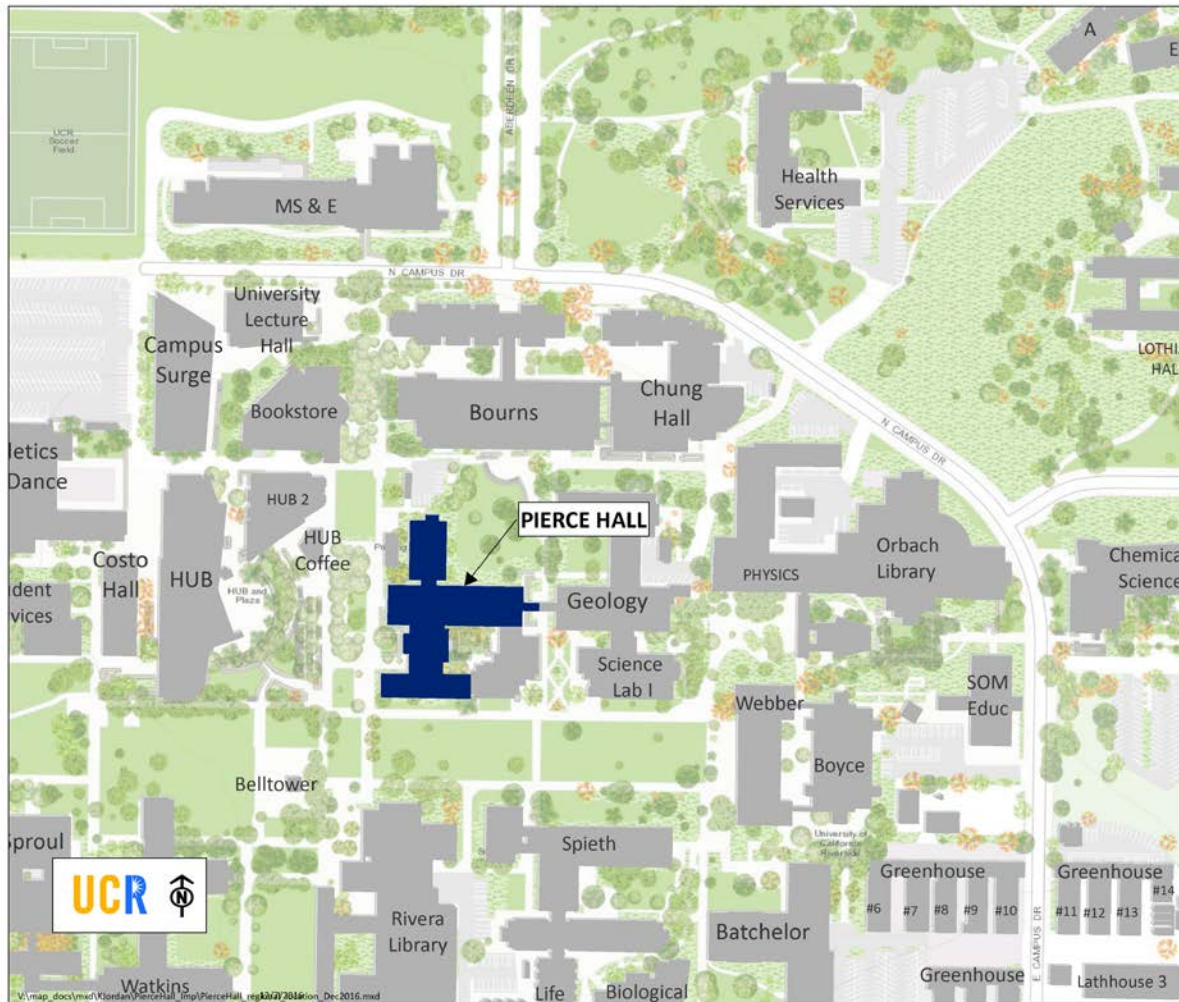 A
E
ABERDEEN DR
UCR
Soccer
Field
Health
Services
MS & E
N CAMPUS DR
University
Lecture
Hall
Campus
Surge
LOTHI
HAL
Chung
Hall
Bookstore
Bourns
N CAMPUS DR
letics
Dance
HUB 2
PIERCE HALL
HUB
Coffee
Orbach
Library
Costo
Hall
Chemica
Science
PHYSICS
HUB
HUB and
Plaza
Geology
dent
vices
Science
Lab I
SOM
Educ
Webber
Boyce
Belltower
University of
California
Riverside
Sproul
Spieth
Greenhouse
Greenhouse
#14
UCR
N
#6
#7
#8
#9
#10
#11
#12
#13
Rivera
Library
Batchelor
E CAMPUS DR
Greenhouse
Lathhouse 3
Watkins
Life
Biological